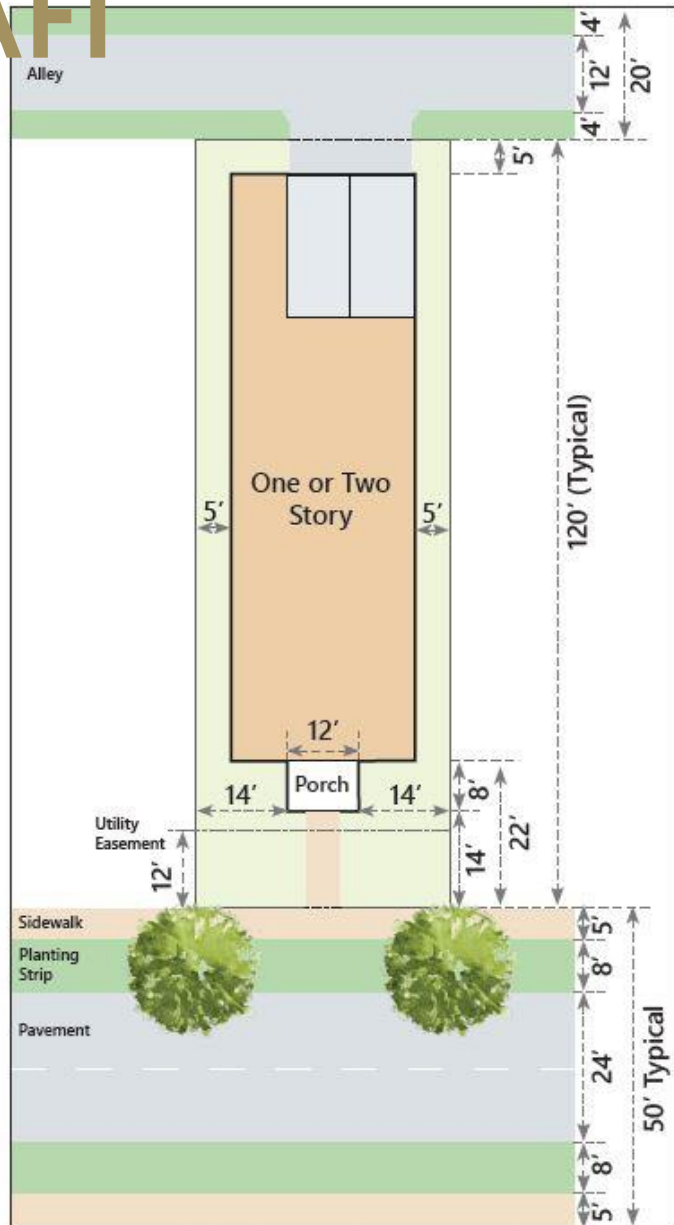 AFT
4'
Alley
12'
20'
4'
5'
120' (Typical)
One or Two
Story
5'
5'
12'
Porch
14'
14'
8'
22'
14'
Utility
Easement
12'
Sidewalk
5'
Planting
Strip
8'
Pavement
24'
50' Typical
8'
5'